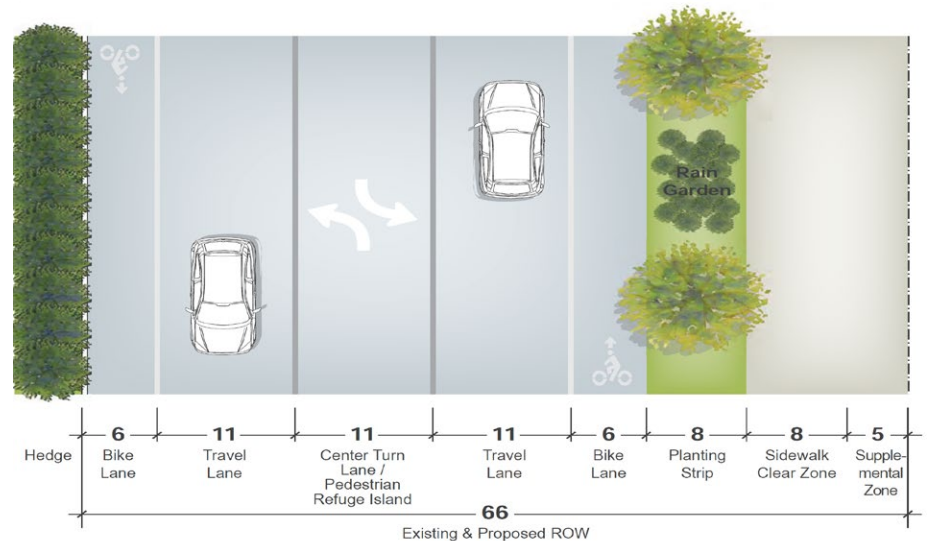 Rain
Garden
6
11
11
11
6
8
8
5
Hedge
Bike
Lane
Travel
Lane
Center Turn
Lane /
Pedestrian
Refuge Island
Travel
Lane
Bike
Lane
Planting
Strip
Sidewalk
Clear Zone
Supple-
mental
Zone
66
Existing & Proposed ROW